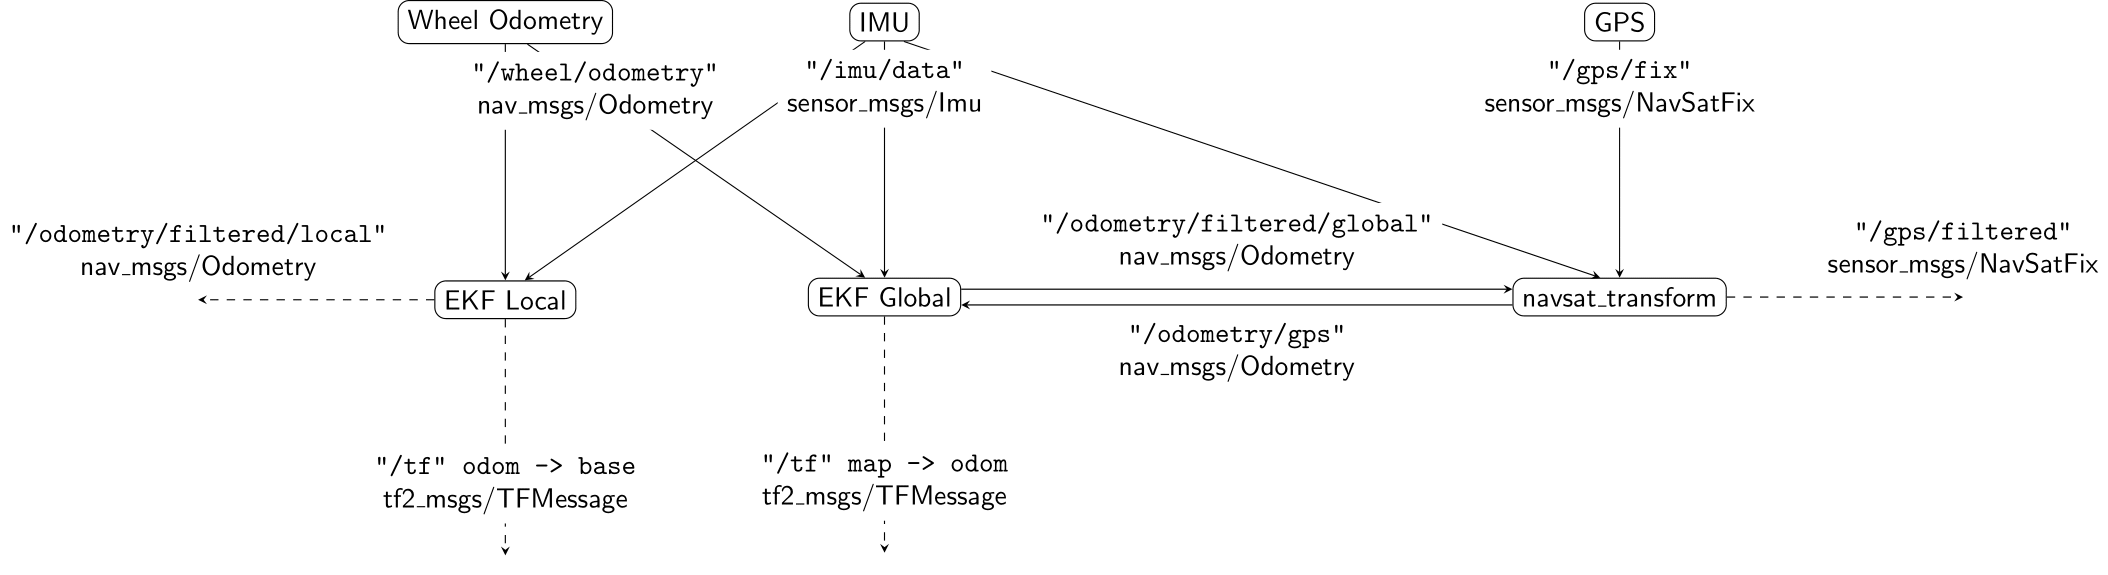 Wheel Odometry
IMU
GPS
"/wheel/odometry"
nav_msgs/Odometry
"/imu/data"
sensor_msgs/Imu
"/gps/fix"
sensor_msgs/NavSatFix
"/odometry/filtered/local"
nav_msgs/Odometry
"/odometry/filtered/global"
nav_msgs/Odometry
"/gps/filtered"
sensor_msgs/NavSatFix
EKF Local
EKF Global
navsat_transform
"/odometry/gps"
nav_msgs/Odometry
"/tf" odom -> base
tf2_msgs/TFMessage
"/tf" map -> odom
tf2_msgs/TFMessage